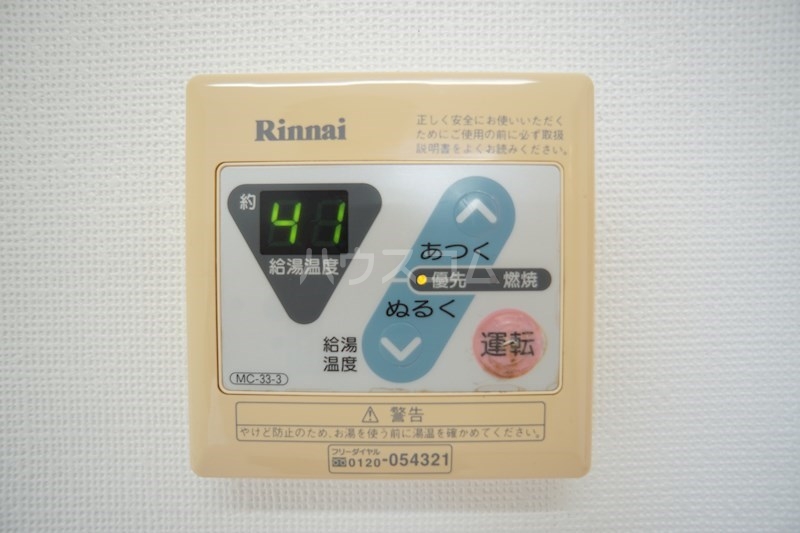 Rinnai
正しく安全にお使いいただく
ためにご使用の前に必ず取扱
説明書をよくお読みください。
約
41
給湯温度
あつく
優先 燃焼
ぬるく
給湯
温度
運転
MC-33-3
ハウスコム
警告
やけど防止のため、お湯を使う前に湯温を確かめてください。
フリーダイヤル
0120-054321